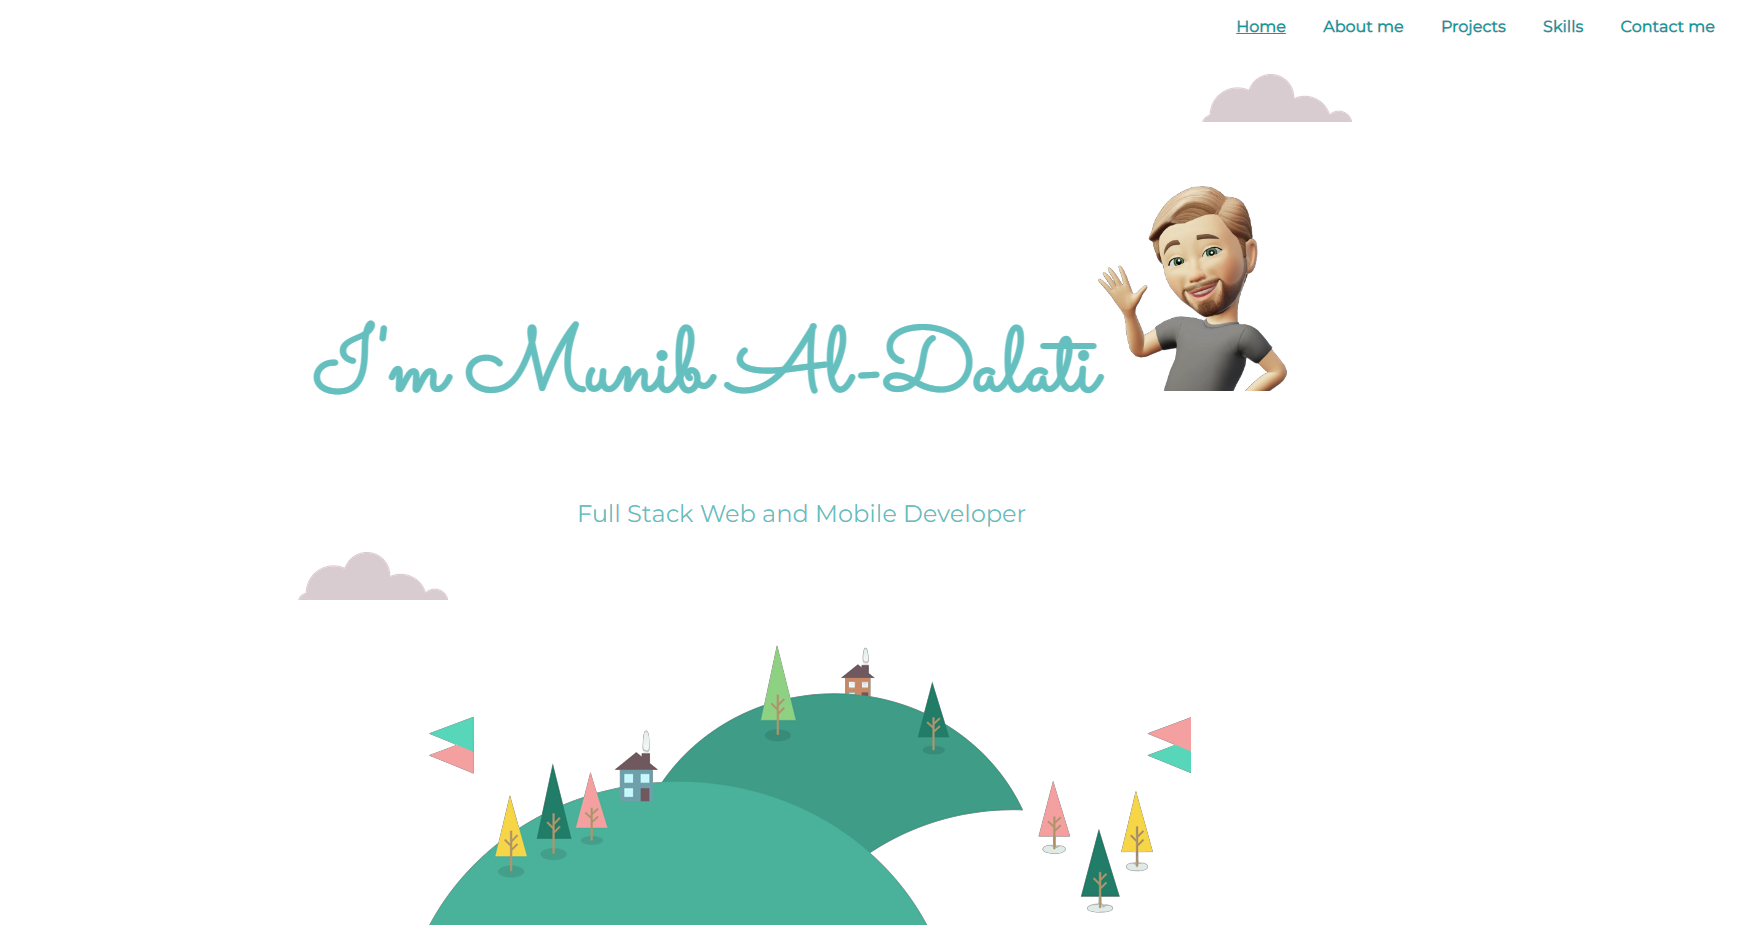 Home About me Projects Skills Contact me
I'm Munib Al-Dalati
Full Stack Web and Mobile Developer